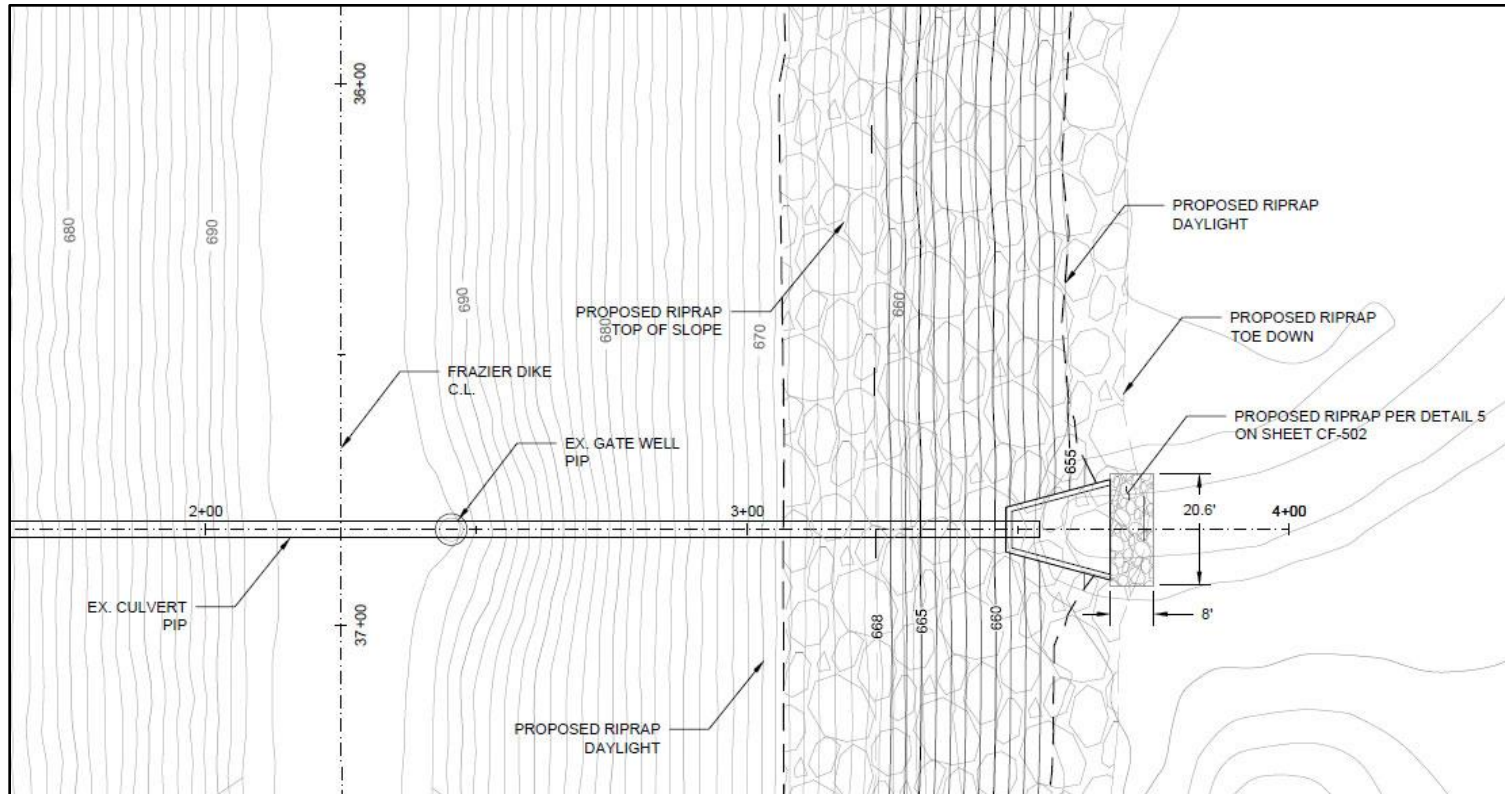 36+00
680
690
PROPOSED RIPRAP
DAYLIGHT
690
PROPOSED RIPRAP
TOP OF SLOPE
680
670
660
PROPOSED RIPRAP
TOE DOWN
FRAZIER DIKE
C.L.
PROPOSED RIPRAP PER DETAIL 5
ON SHEET CF-502
EX. GATE WELL
PIP
655
2+00
3+00
20.6'
4+00
EX. CULVERT
PIP
37+00
668
665
660
8'
PROPOSED RIPRAP
DAYLIGHT